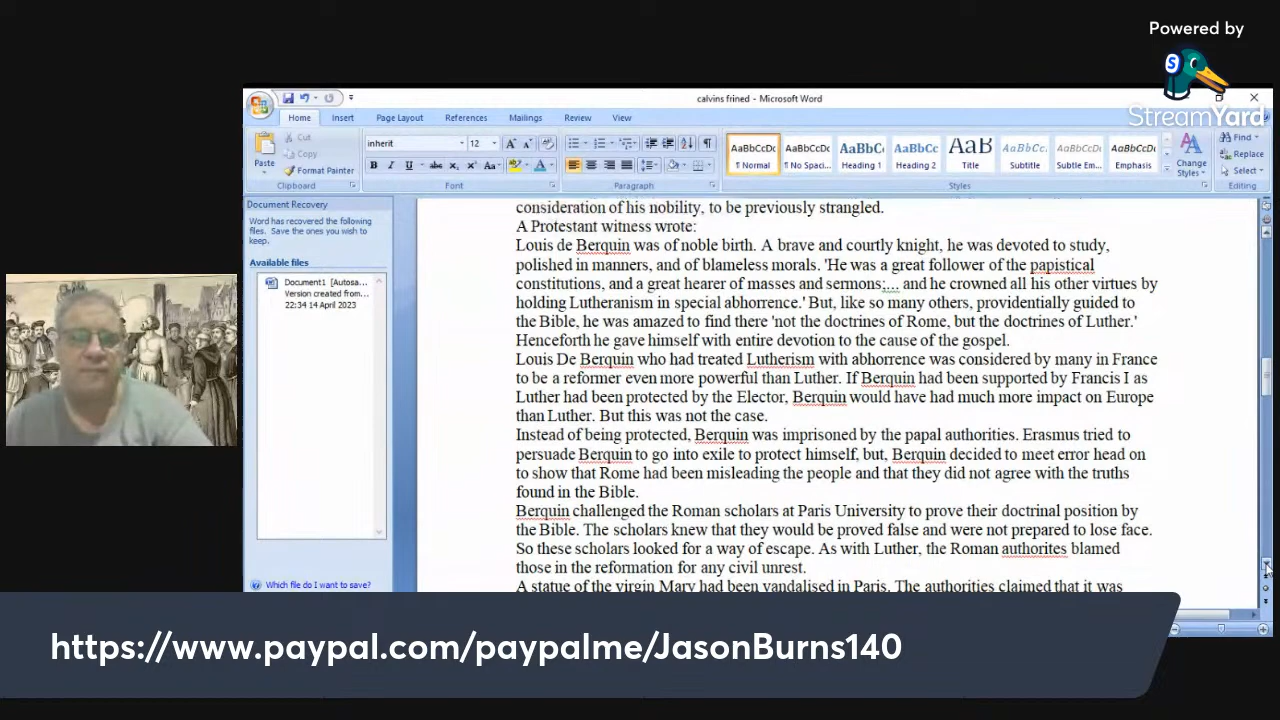 Powered by
StreamYard
calvins frined - Microsoft Word
Home Insert Page Layout References Mailings Review View
Paste
Cut
Copy
Format Painter
Clipboard
inherit 12
Font
Paragraph
AaBbCcDc AaBbCcDc AaBbC AaBbCc AaB AaBbCc. AaBbCcDc AaBbCcDc
¶ Normal ¶ No Spaci... Heading 1 Heading 2 Title Subtitle Subtle Em... Emphasis
Styles
Change
Styles
Find
Replace
Select
Editing
Document Recovery
Word has recovered the following
files. Save the ones you wish to
keep.
Available files
Document1 [Autosa...
Version created from...
22:34 14 April 2023
Which file do I want to save?
consideration of his nobility, to be previously strangled.
A Protestant witness wrote:
Louis de Berquin was of noble birth. A brave and courtly knight, he was devoted to study,
polished in manners, and of blameless morals. 'He was a great follower of the papistical
constitutions, and a great hearer of masses and sermons;... and he crowned all his other virtues by
holding Lutheranism in special abhorrence.' But, like so many others, providentially guided to
the Bible, he was amazed to find there 'not the doctrines of Rome, but the doctrines of Luther.'
Henceforth he gave himself with entire devotion to the cause of the gospel.
Louis De Berquin who had treated Lutherism with abhorrence was considered by many in France
to be a reformer even more powerful than Luther. If Berquin had been supported by Francis I as
Luther had been protected by the Elector, Berquin would have had much more impact on Europe
than Luther. But this was not the case.
Instead of being protected, Berquin was imprisoned by the papal authorities. Erasmus tried to
persuade Berquin to go into exile to protect himself, but, Berquin decided to meet error head on
to show that Rome had been misleading the people and that they did not agree with the truths
found in the Bible.
Berquin challenged the Roman scholars at Paris University to prove their doctrinal position by
the Bible. The scholars knew that they would be proved false and were not prepared to lose face.
So these scholars looked for a way of escape. As with Luther, the Roman authorites blamed
those in the reformation for any civil unrest.
A statue of the virgin Mary had been vandalised in Paris. The authorities claimed that it was
https://www.paypal.com/paypalme/JasonBurns140